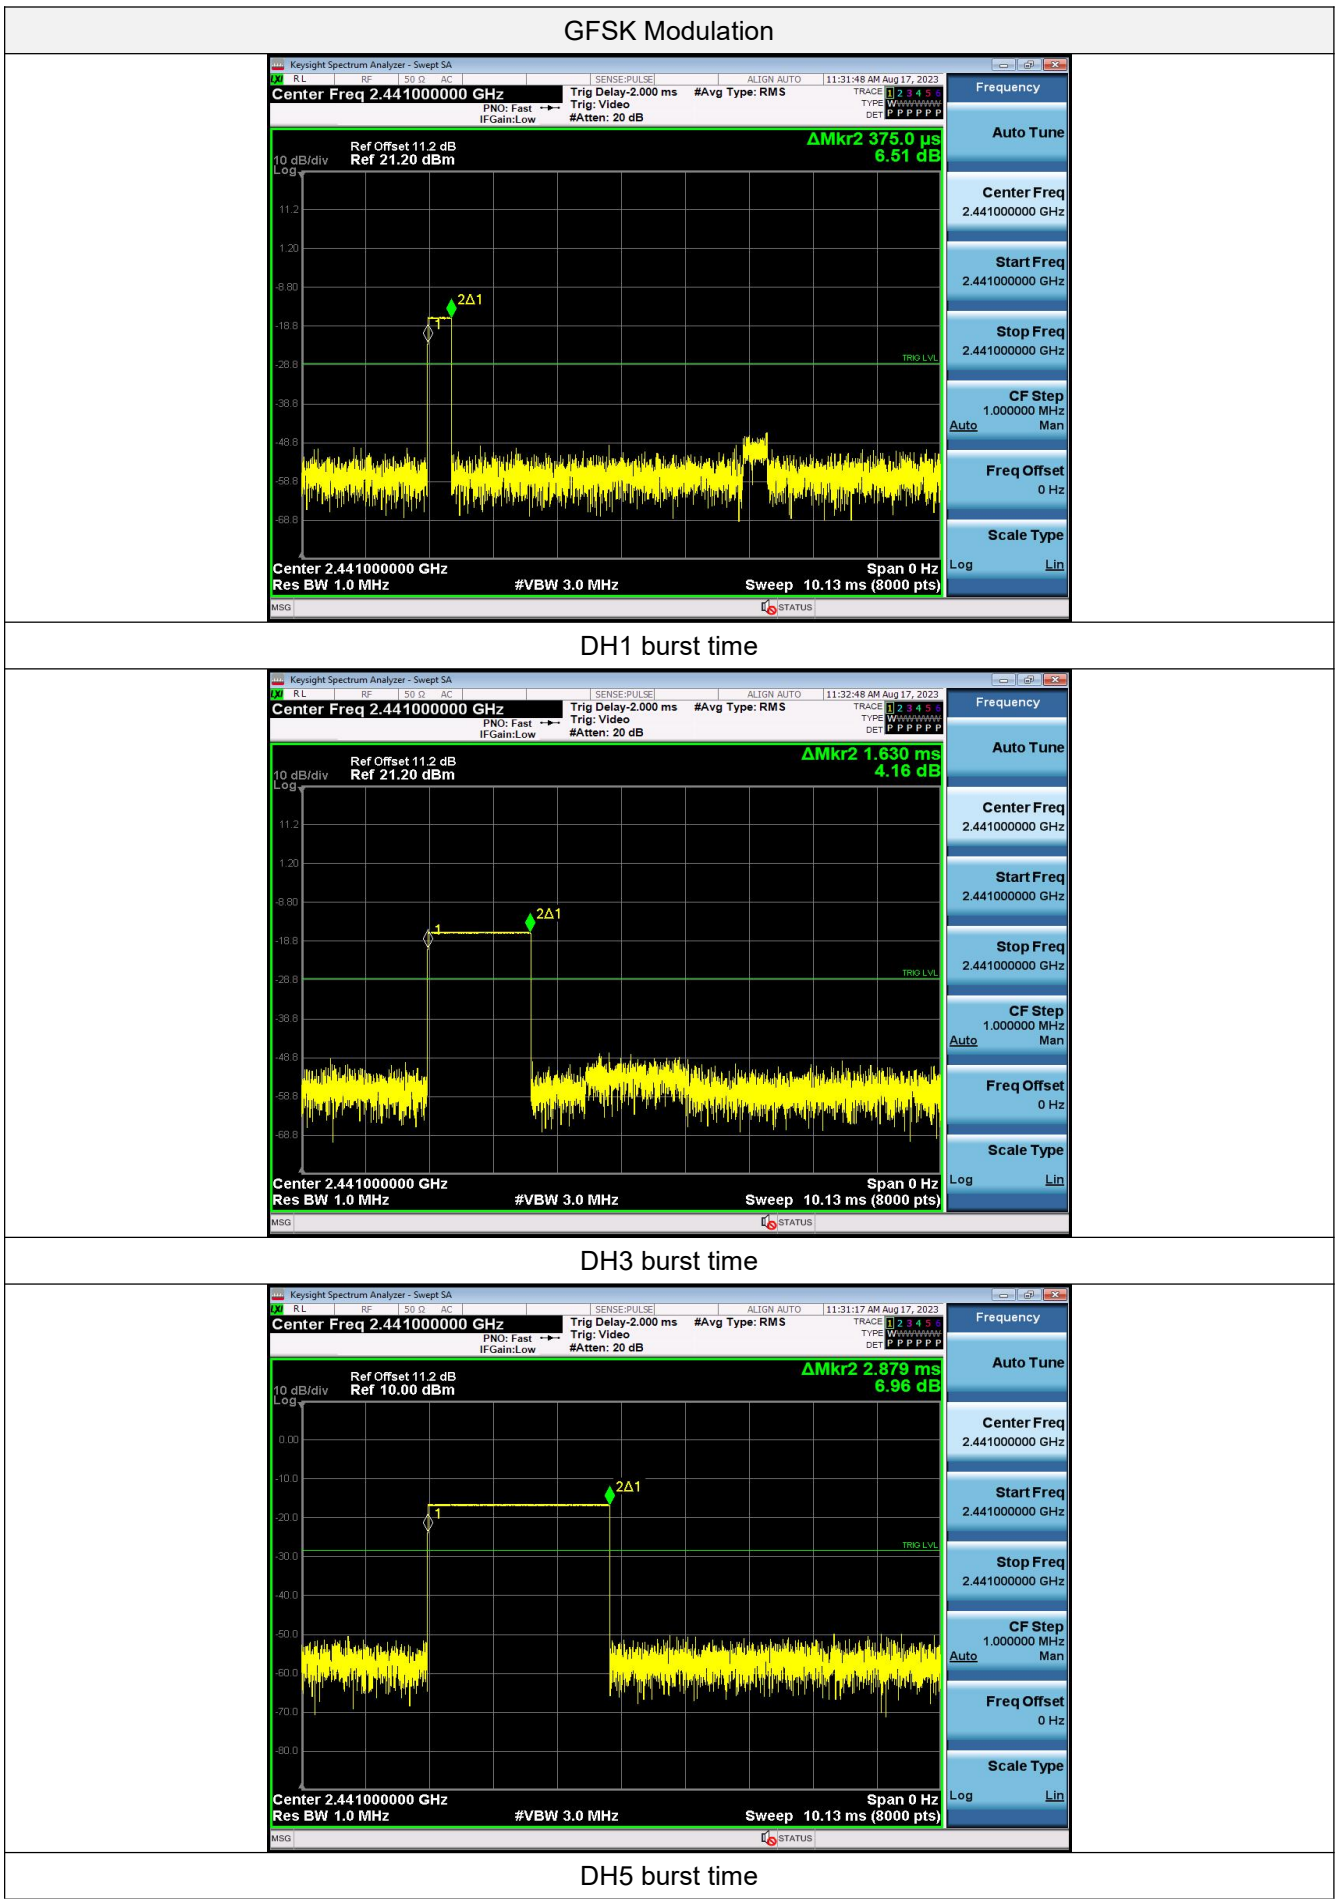 GFSK Modulation
Keysight Spectrum Analyzer - Swept SA
LXI RL RF 50 Ω AC SENSE:PULSE ALIGN AUTO 11:31:48 AM Aug 17, 2023
Center Freq 2.441000000 GHz Trig Delay-2.000 ms #Avg Type: RMS TRACE 1 2 3 4 5 6
PNO: Fast Trig: Video TYPE WWWWWW
IFGain:Low #Atten: 20 dB DET P P P P P P
Frequency
Auto Tune
ΔMkr2 375.0 µs
6.51 dB
Ref Offset 11.2 dB
10 dB/div Ref 21.20 dBm
Log
11.2
1.20
-8.80
-18.8
-28.8
-38.8
-48.8
-58.8
-68.8
1
2Δ1
TRIG LVL
Center Freq
2.441000000 GHz
Start Freq
2.441000000 GHz
Stop Freq
2.441000000 GHz
CF Step
1.000000 MHz
Auto Man
Freq Offset
0 Hz
Scale Type
Log Lin
Center 2.441000000 GHz Span 0 Hz
Res BW 1.0 MHz #VBW 3.0 MHz Sweep 10.13 ms (8000 pts)
MSG STATUS
DH1 burst time
Keysight Spectrum Analyzer - Swept SA
LXI RL RF 50 Ω AC SENSE:PULSE ALIGN AUTO 11:32:48 AM Aug 17, 2023
Center Freq 2.441000000 GHz Trig Delay-2.000 ms #Avg Type: RMS TRACE 1 2 3 4 5 6
PNO: Fast Trig: Video TYPE WWWWWW
IFGain:Low #Atten: 20 dB DET P P P P P P
Frequency
Auto Tune
ΔMkr2 1.630 ms
4.16 dB
Ref Offset 11.2 dB
10 dB/div Ref 21.20 dBm
Log
11.2
1.20
-8.80
-18.8
-28.8
-38.8
-48.8
-58.8
-68.8
1
2Δ1
TRIG LVL
Center Freq
2.441000000 GHz
Start Freq
2.441000000 GHz
Stop Freq
2.441000000 GHz
CF Step
1.000000 MHz
Auto Man
Freq Offset
0 Hz
Scale Type
Log Lin
Center 2.441000000 GHz Span 0 Hz
Res BW 1.0 MHz #VBW 3.0 MHz Sweep 10.13 ms (8000 pts)
MSG STATUS
DH3 burst time
Keysight Spectrum Analyzer - Swept SA
LXI RL RF 50 Ω AC SENSE:PULSE ALIGN AUTO 11:31:17 AM Aug 17, 2023
Center Freq 2.441000000 GHz Trig Delay-2.000 ms #Avg Type: RMS TRACE 1 2 3 4 5 6
PNO: Fast Trig: Video TYPE WWWWWW
IFGain:Low #Atten: 20 dB DET P P P P P P
Frequency
Auto Tune
ΔMkr2 2.879 ms
6.96 dB
Ref Offset 11.2 dB
10 dB/div Ref 10.00 dBm
Log
0.00
-10.0
-20.0
-30.0
-40.0
-50.0
-60.0
-70.0
-80.0
1
2Δ1
TRIG LVL
Center Freq
2.441000000 GHz
Start Freq
2.441000000 GHz
Stop Freq
2.441000000 GHz
CF Step
1.000000 MHz
Auto Man
Freq Offset
0 Hz
Scale Type
Log Lin
Center 2.441000000 GHz Span 0 Hz
Res BW 1.0 MHz #VBW 3.0 MHz Sweep 10.13 ms (8000 pts)
MSG STATUS
DH5 burst time